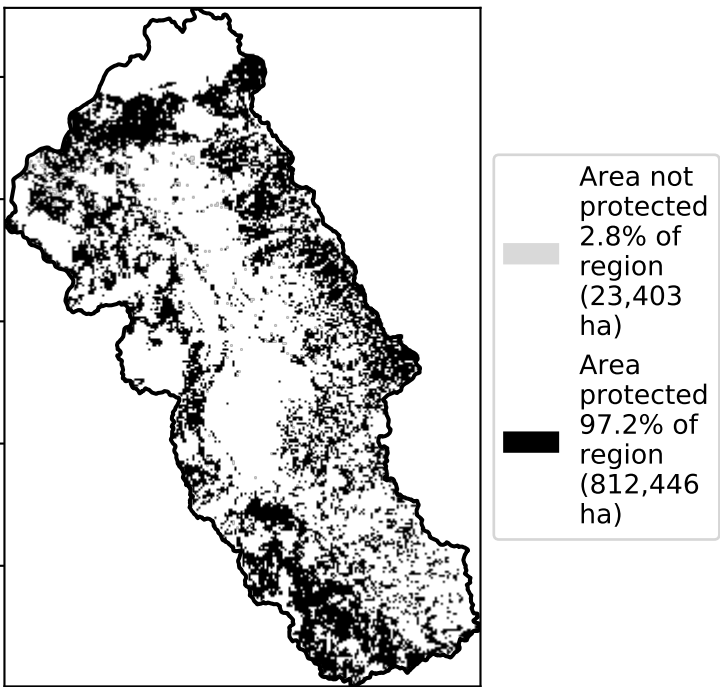 Area not
protected
2.8% of
region
(23,403
ha)
Area
protected
97.2% of
region
(812,446
ha)